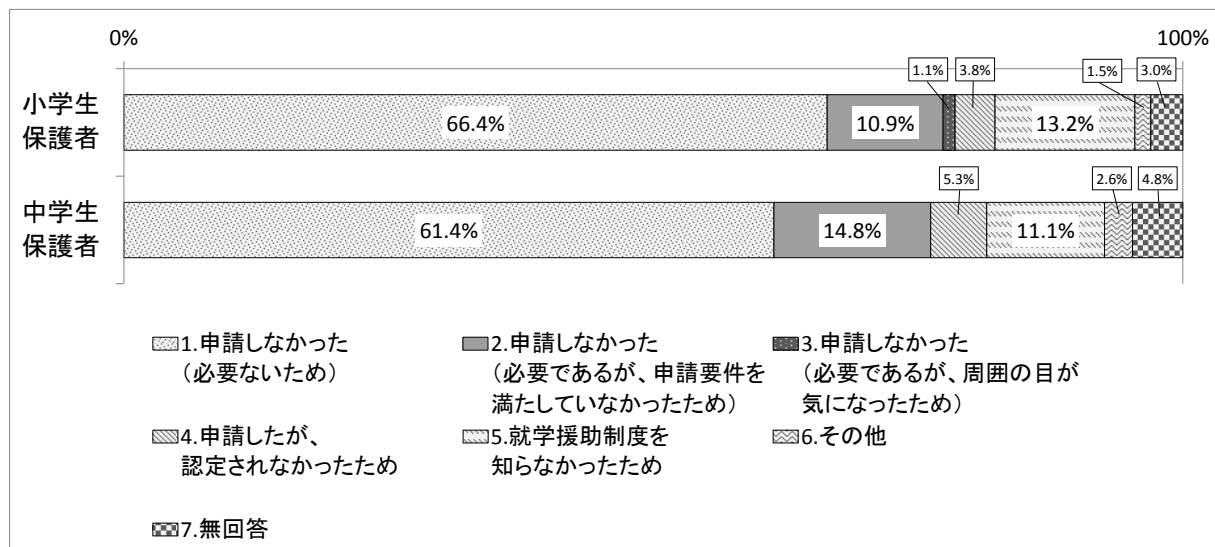 0%
100%
1.1%
3.8%
1.5%
3.0%
小学生
保護者
66.4%
10.9%
13.2%
5.3%
2.6%
4.8%
中学生
保護者
61.4%
14.8%
11.1%
1.申請しなかった
（必要ないため）
2.申請しなかった
（必要であるが、申請要件を
満たしていなかったため）
3.申請しなかった
（必要であるが、周囲の目が
気になったため）
4.申請したが、
認定されなかったため
5.就学援助制度を
知らなかったため
6.その他
7.無回答